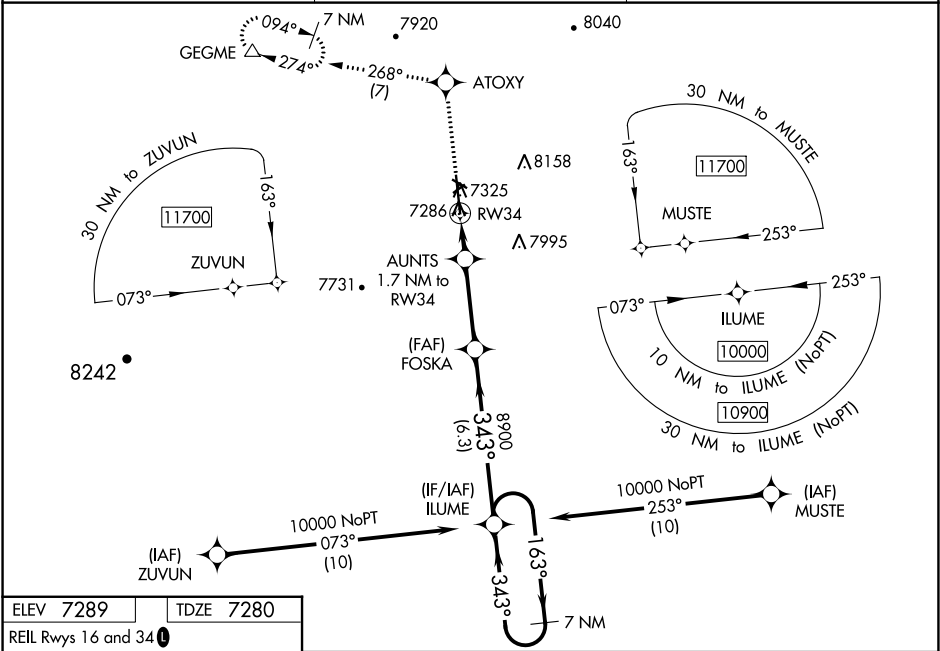 094°
7 NM
7920
8040
GEGME
274°
268°
(7)
ATOXY
30 NM to ZUVUN
163°
11700
ZUVUN
073°
8158
7325
7286
RW34
7995
AUNTS
1.7 NM to
RW34
7731
30 NM to MUSTE
163°
11700
MUSTE
253°
073°
253°
ILUME
10000
10 NM to ILUME (NoPT)
10900
30 NM to ILUME (NoPT)
8242
(FAF)
FOSKA
8900
343°
(6.3)
(IF/IAF)
ILUME
10000 NoPT
253°
(10)
(IAF)
MUSTE
10000 NoPT
073°
(10)
(IAF)
ZUVUN
163°
343°
7 NM
ELEV 7289
TDZE 7280
REIL Rwys 16 and 34 L